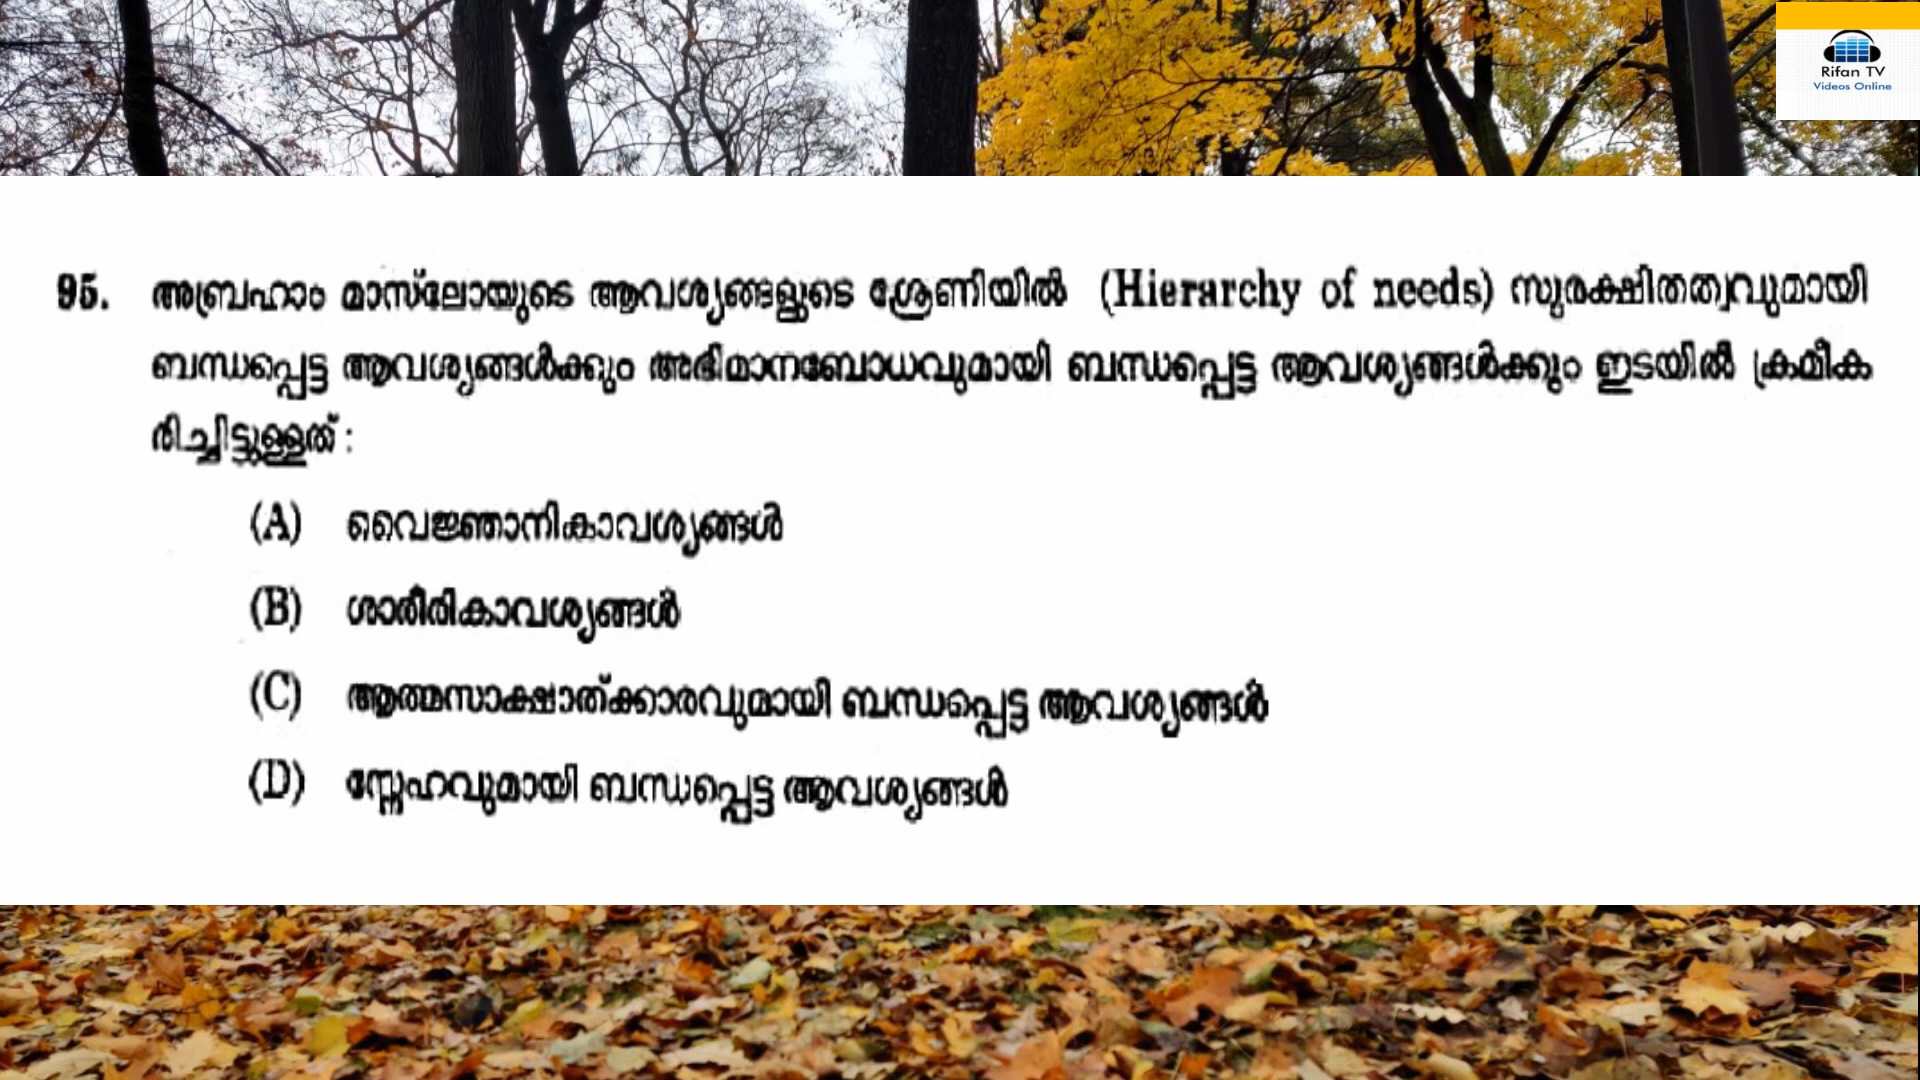 Rifan TV
Videos Online
95. അബ്രഹാം മാസ്ലോയുടെ ആവശ്യങ്ങളുടെ ശ്രേണിയിൽ (Hierarchy of needs) സുരക്ഷിതത്വവുമായി
ബന്ധപ്പെട്ട ആവശ്യങ്ങൾക്കും അഭിമാനബോധവുമായി ബന്ധപ്പെട്ട ആവശ്യങ്ങൾക്കും ഇടയിൽ ക്രമീക
രിച്ചിട്ടുള്ളത് :
(A) വൈജ്ഞാനികാവശ്യങ്ങൾ
(B) ശാരീരികാവശ്യങ്ങൾ
(C) ആത്മസാക്ഷാത്ക്കാരവുമായി ബന്ധപ്പെട്ട ആവശ്യങ്ങൾ
(D) സ്നേഹവുമായി ബന്ധപ്പെട്ട ആവശ്യങ്ങൾ